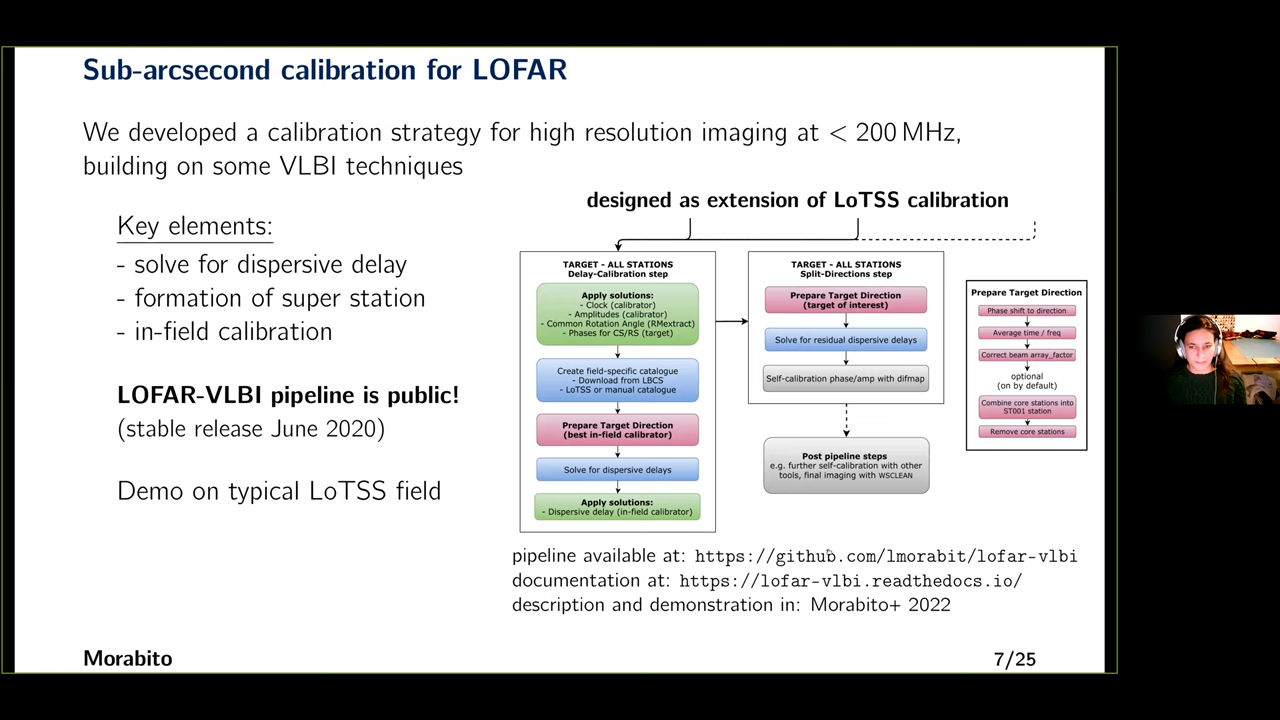 Sub-arcsecond calibration for LOFAR
We developed a calibration strategy for high resolution imaging at < 200 MHz,
building on some VLBI techniques
Key elements:
- solve for dispersive delay
- formation of super station
- in-field calibration
LOFAR-VLBI pipeline is public!
(stable release June 2020)
Demo on typical LoTSS field
designed as extension of LoTSS calibration
TARGET - ALL STATIONS
Delay-Calibration step
Apply solutions:
- Clock (calibrator)
- Amplitudes (calibrator)
- Common Rotation Angle (RMextract)
- Phases for CS/RS (target)
Create field-specific catalogue
- Download from LBCS
- LoTSS or manual catalogue
Prepare Target Direction
(best in-field calibrator)
Solve for dispersive delays
Apply solutions:
- Dispersive delay (in-field calibrator)
TARGET - ALL STATIONS
Split-Directions step
Prepare Target Direction
(target of interest)
Solve for residual dispersive delays
Self-calibration phase/amp with difmap
Post pipeline steps
e.g. further self-calibration with other
tools, final imaging with WSCLEAN
Prepare Target Direction
Phase shift to direction
Average time / freq
Correct beam array_factor
optional
(on by default)
Combine core stations into
ST001 station
Remove core stations
pipeline available at: https://github.com/lmorabit/lofar-vlbi
documentation at: https://lofar-vlbi.readthedocs.io/
description and demonstration in: Morabito+ 2022
Morabito
7/25